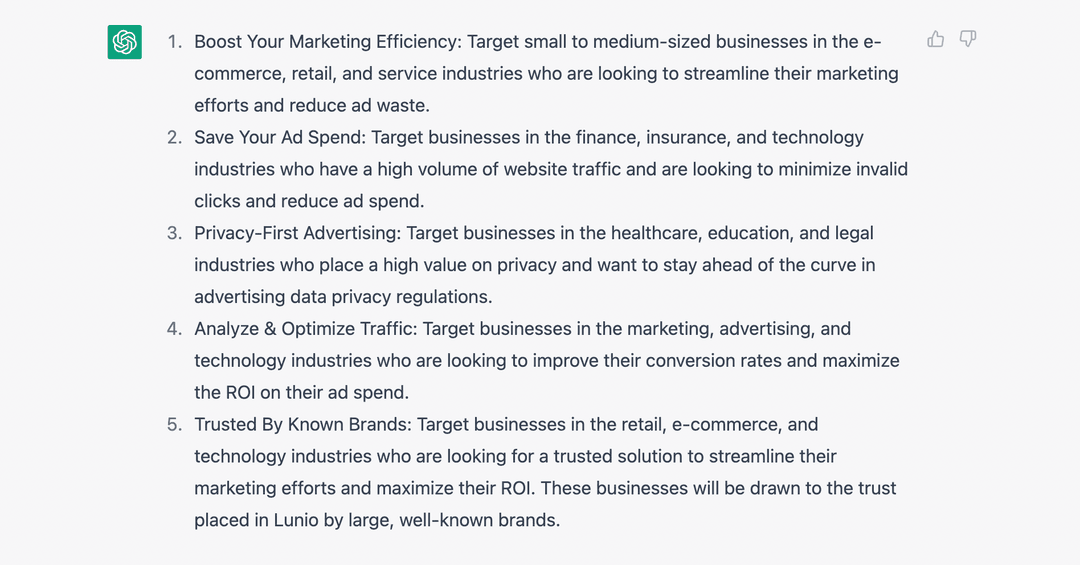 1. Boost Your Marketing Efficiency: Target small to medium-sized businesses in the e-
commerce, retail, and service industries who are looking to streamline their marketing
efforts and reduce ad waste.
2. Save Your Ad Spend: Target businesses in the finance, insurance, and technology
industries who have a high volume of website traffic and are looking to minimize invalid
clicks and reduce ad spend.
3. Privacy-First Advertising: Target businesses in the healthcare, education, and legal
industries who place a high value on privacy and want to stay ahead of the curve in
advertising data privacy regulations.
4. Analyze & Optimize Traffic: Target businesses in the marketing, advertising, and
technology industries who are looking to improve their conversion rates and maximize
the ROI on their ad spend.
5. Trusted By Known Brands: Target businesses in the retail, e-commerce, and
technology industries who are looking for a trusted solution to streamline their
marketing efforts and maximize their ROI. These businesses will be drawn to the trust
placed in Lunio by large, well-known brands.